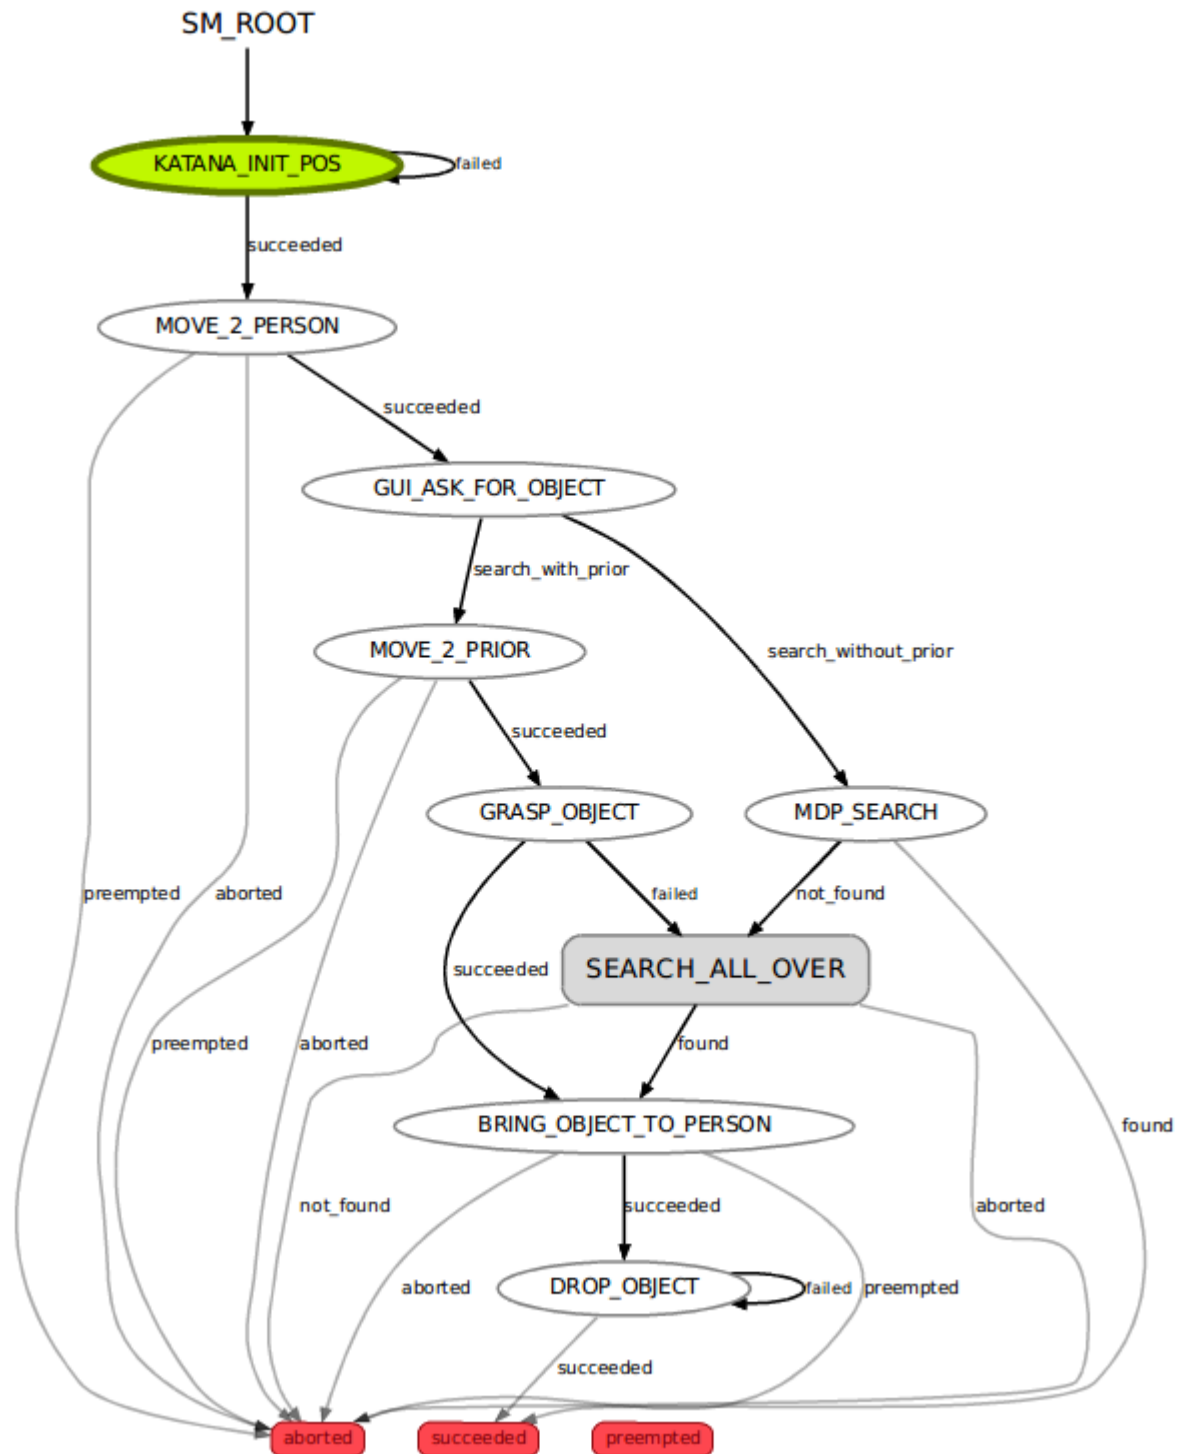 SM_ROOT
KATANA_INIT_POS
failed
succeeded
MOVE_2_PERSON
succeeded
GUI_ASK_FOR_OBJECT
search_with_prior
MOVE_2_PRIOR
search_without_prior
succeeded
GRASP_OBJECT
MDP_SEARCH
preempted
aborted
failed
not_found
succeeded
SEARCH_ALL_OVER
preempted
aborted
found
BRING_OBJECT_TO_PERSON
found
not_found
succeeded
aborted
aborted
DROP_OBJECT
failed
preempted
succeeded
aborted
succeeded
preempted